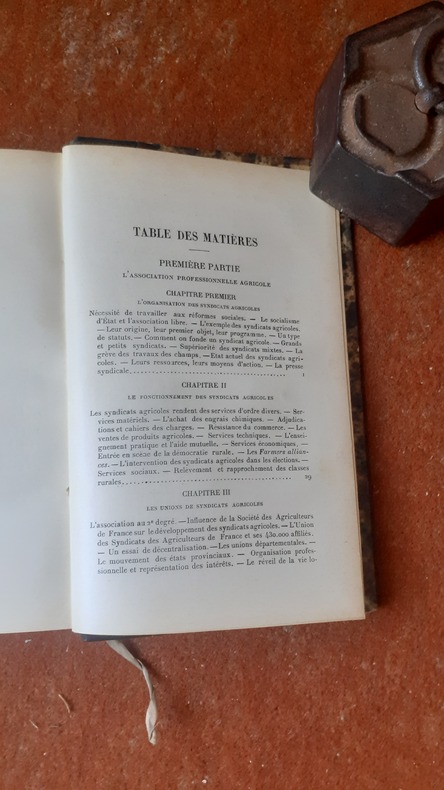 TABLE DES MATIÈRES
PREMIÈRE PARTIE
L'ASSOCIATION PROFESSIONNELLE AGRICOLE
CHAPITRE PREMIER
L'ORGANISATION DES SYNDICATS AGRICOLES
Nécessité de travailler aux réformes sociales. — Le socialisme
d'État et l'association libre. — L'exemple des syndicats agricoles.
— Leur origine, leur premier objet, leur programme. — Un type
de statuts. — Comment on fonde un syndicat agricole. — Grands
et petits syndicats. — Supériorité des syndicats mixtes. — La
grève des travaux des champs. — Etat actuel des syndicats agri-
coles. — Leurs ressources, leurs moyens d'action. — La presse
syndicale........................................ 1
CHAPITRE II
LE FONCTIONNEMENT DES SYNDICATS AGRICOLES
Les syndicats agricoles rendent des services d'ordre divers. — Ser-
vices matériels. — L'achat des engrais chimiques. — Adjudica-
tions et cahiers des charges. — Résistance du commerce. — Les
ventes de produits agricoles. — Services techniques. — L'ensei-
gnement pratique et l'aide mutuelle. — Services économiques. —
Entrée en scène de la démocratie rurale. — Les Farmers allian-
cez. — L'intervention des syndicats agricoles dans les élections. —
Services sociaux. — Relèvement et rapprochement des classes
rurales........................................ 29
CHAPITRE III
LES UNIONS DE SYNDICATS AGRICOLES
L'association au 2e degré. — Influence de la Société des Agriculteurs
de France sur le développement des syndicats agricoles. — L'Union
des Syndicats des Agriculteurs de France et ses 430.000 affiliés.
— Un essai de décentralisation. — Les unions départementales. —
Le mouvement des états provinciaux. — Organisation profes-
sionnelle et représentation des intérêts. — Le réveil de la vie lo-